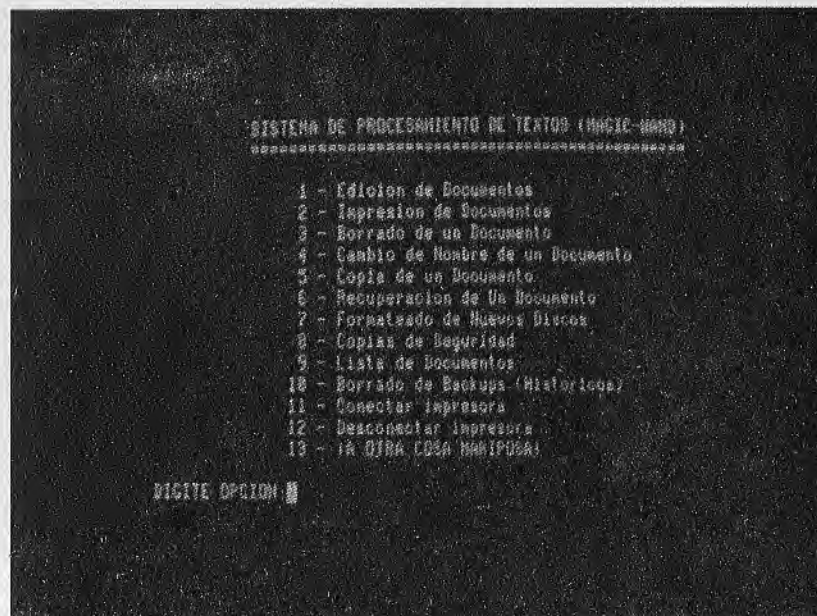 SISTEMA DE PROCESAMIENTO DE TEXTOS (MAGIC-WAND)
================================================
1 - Edicion de Documentos
2 - Impresion de Documentos
3 - Borrado de un Documento
4 - Cambio de Nombre de un Documento
5 - Copia de un Documento
6 - Recuperacion de Un Documento
7 - Formateado de Nuevos Discos
8 - Copias de Seguridad
9 - Lista de Documentos
10 - Borrado de Backups (Historicos)
11 - Conectar impresora
12 - Desconectar impresora
13 - !A OTRA COSA MARIPOSA!
DIGITE OPCION